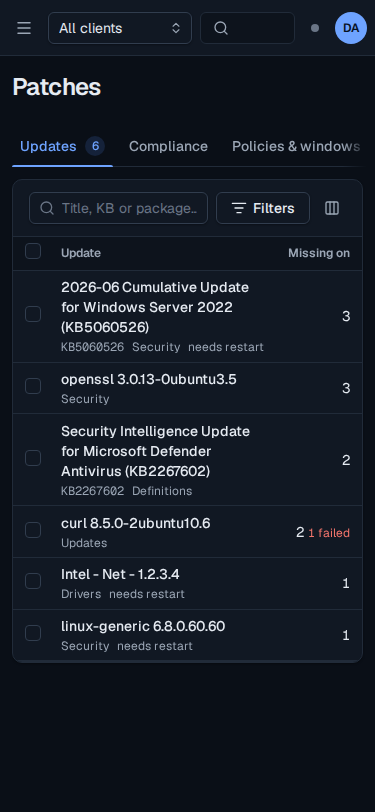 All clients
DA
Patches
Updates 6 Compliance Policies & windows
Title, KB or package.. Filters
Update Missing on
2026-06 Cumulative Update
for Windows Server 2022
(KB5060526)
3
KB5060526 Security needs restart
openssl 3.0.13-0ubuntu3.5
3
Security
Security Intelligence Update
for Microsoft Defender
Antivirus (KB2267602)
2
KB2267602 Definitions
curl 8.5.0-2ubuntu10.6
2 1 failed
Updates
Intel - Net - 1.2.3.4
1
Drivers needs restart
linux-generic 6.8.0.60.60
1
Security needs restart